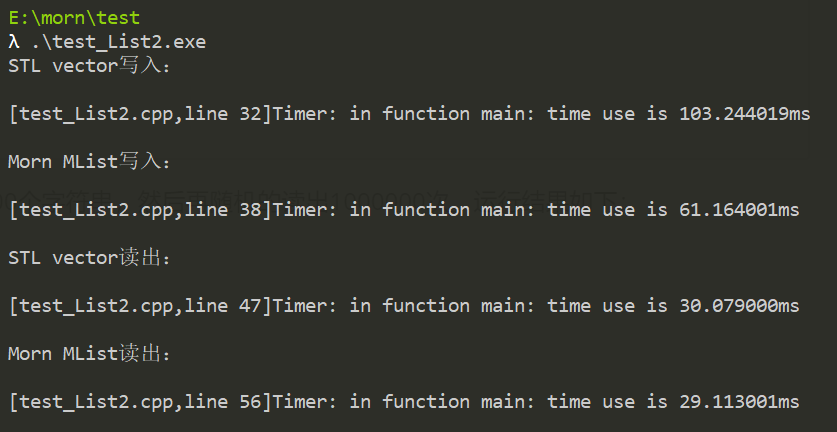 E:\morn\test
λ .\test_List2.exe
STL vector写入:
[test_List2.cpp,line 32]Timer: in function main: time use is 103.244019ms
Morn MList写入:
[test_List2.cpp,line 38]Timer: in function main: time use is 61.164001ms
STL vector读出:
[test_List2.cpp,line 47]Timer: in function main: time use is 30.079000ms
Morn MList读出:
[test_List2.cpp,line 56]Timer: in function main: time use is 29.113001ms